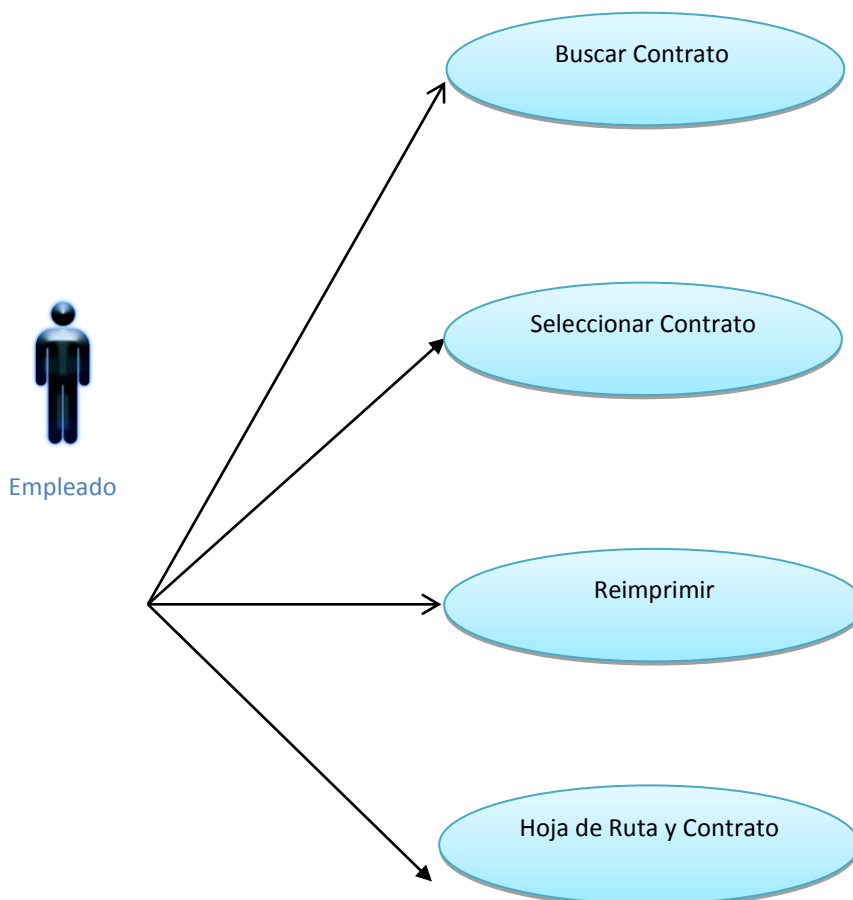 Buscar Contrato
Seleccionar Contrato
Empleado
Reimprimir
Hoja de Ruta y Contrato